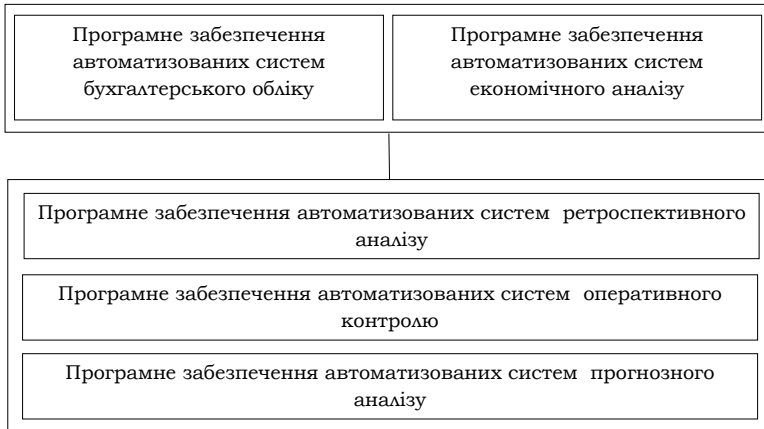 Програмне забезпечення
автоматизованих систем
бухгалтерського обліку
Програмне забезпечення
автоматизованих систем
економічного аналізу
Програмне забезпечення автоматизованих систем ретроспективного
аналізу
Програмне забезпечення автоматизованих систем оперативного
контролю
Програмне забезпечення автоматизованих систем прогнозного
аналізу